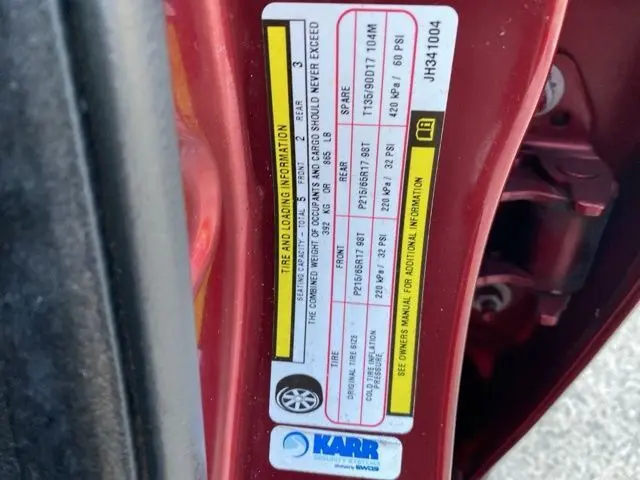 TIRE AND LOADING INFORMATION
SEATING CAPACITY - TOTAL 5 FRONT 2 REAR 3
THE COMBINED WEIGHT OF OCCUPANTS AND CARGO SHOULD NEVER EXCEED
392 KG OR 865 LB
TIRE FRONT REAR SPARE
ORIGINAL TIRE SIZE P215/65R17 98T P215/65R17 98T T135/90D17 104M
COLD TIRE INFLATION PRESSURE 220 kPa / 32 PSI 220 kPa / 32 PSI 420 kPa / 60 PSI
SEE OWNERS MANUAL FOR ADDITIONAL INFORMATION
JH341004
KARR
SECURITY SYSTEMS
SWDS